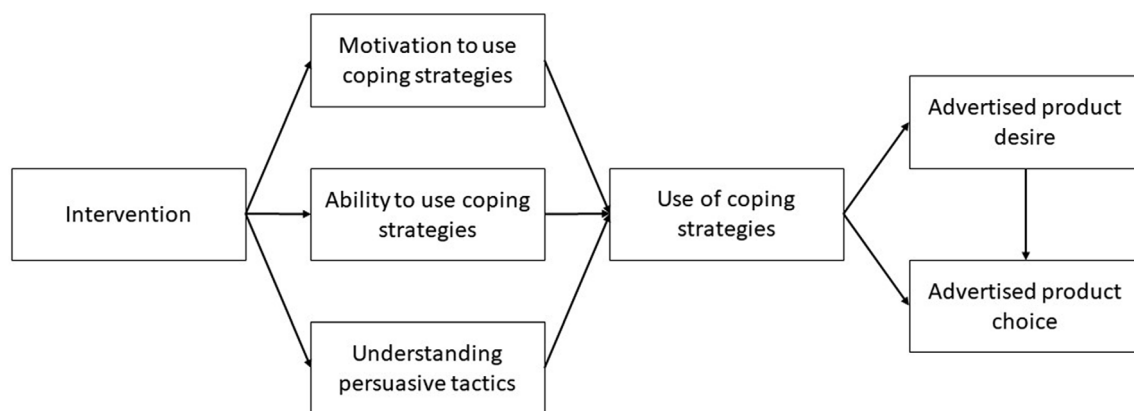 Motivation to use
coping strategies
Advertised product
desire
Intervention
Ability to use coping
strategies
Use of coping
strategies
Advertised product
choice
Understanding
persuasive tactics